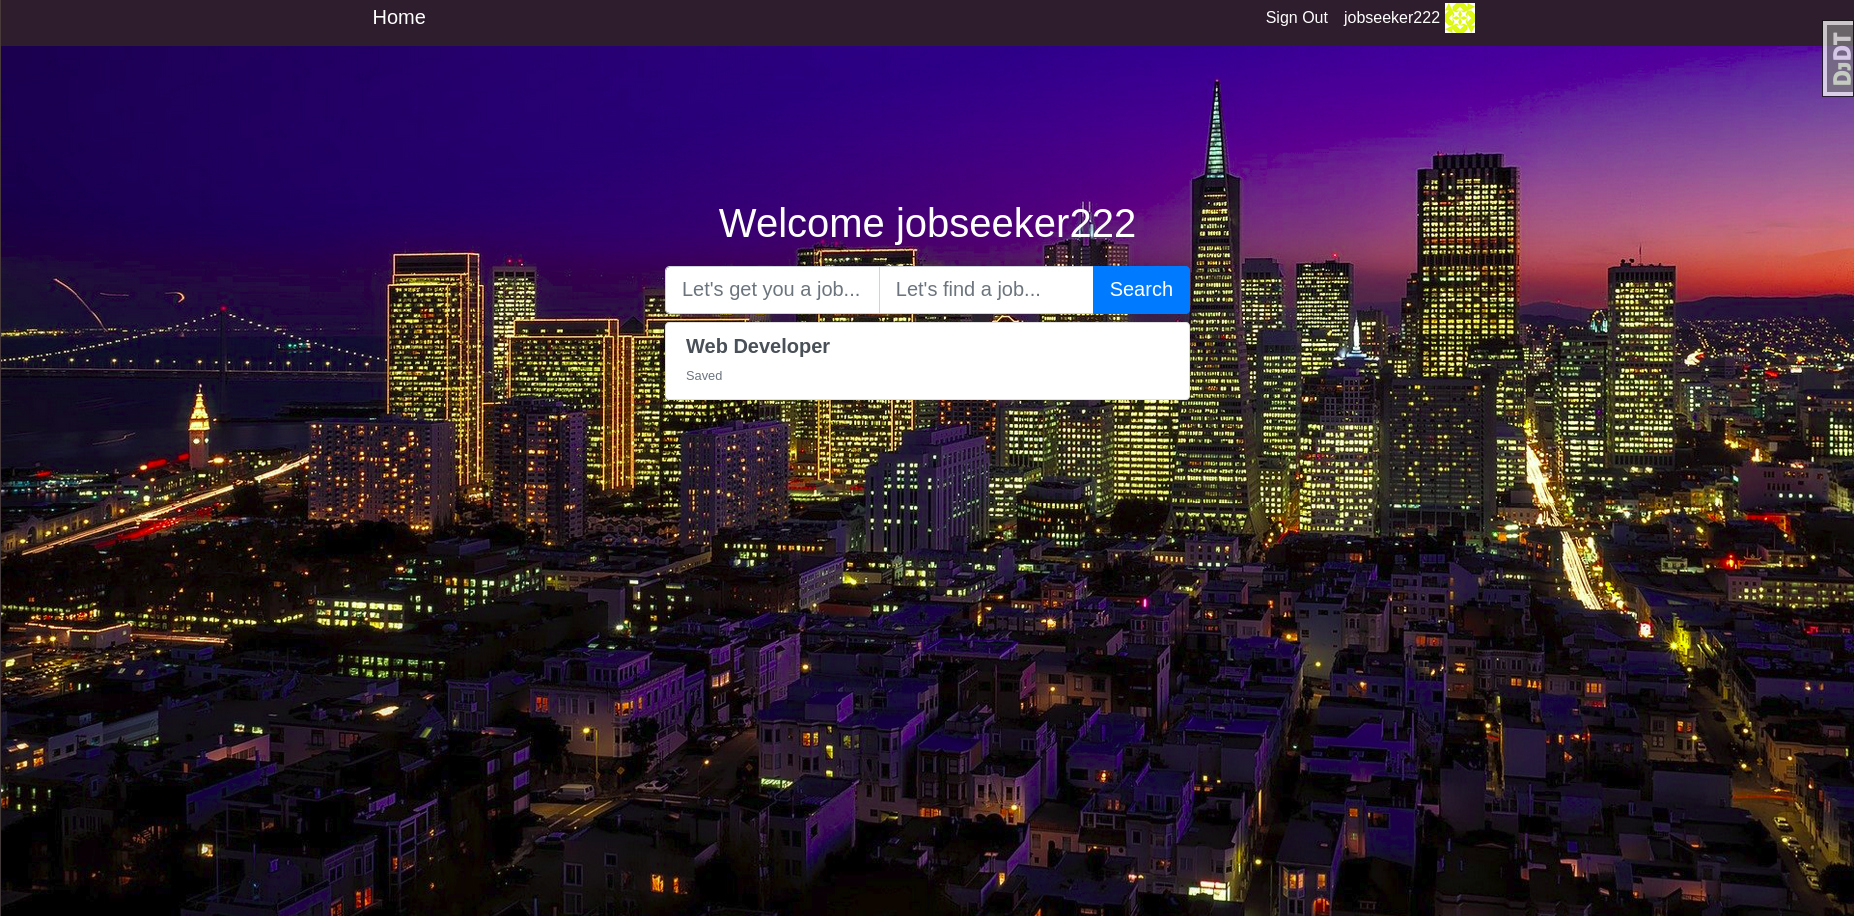 Home
Sign Out jobseeker222
DJDT
Welcome jobseeker222
Let's get you a job... Let's find a job... Search
Web Developer
Saved